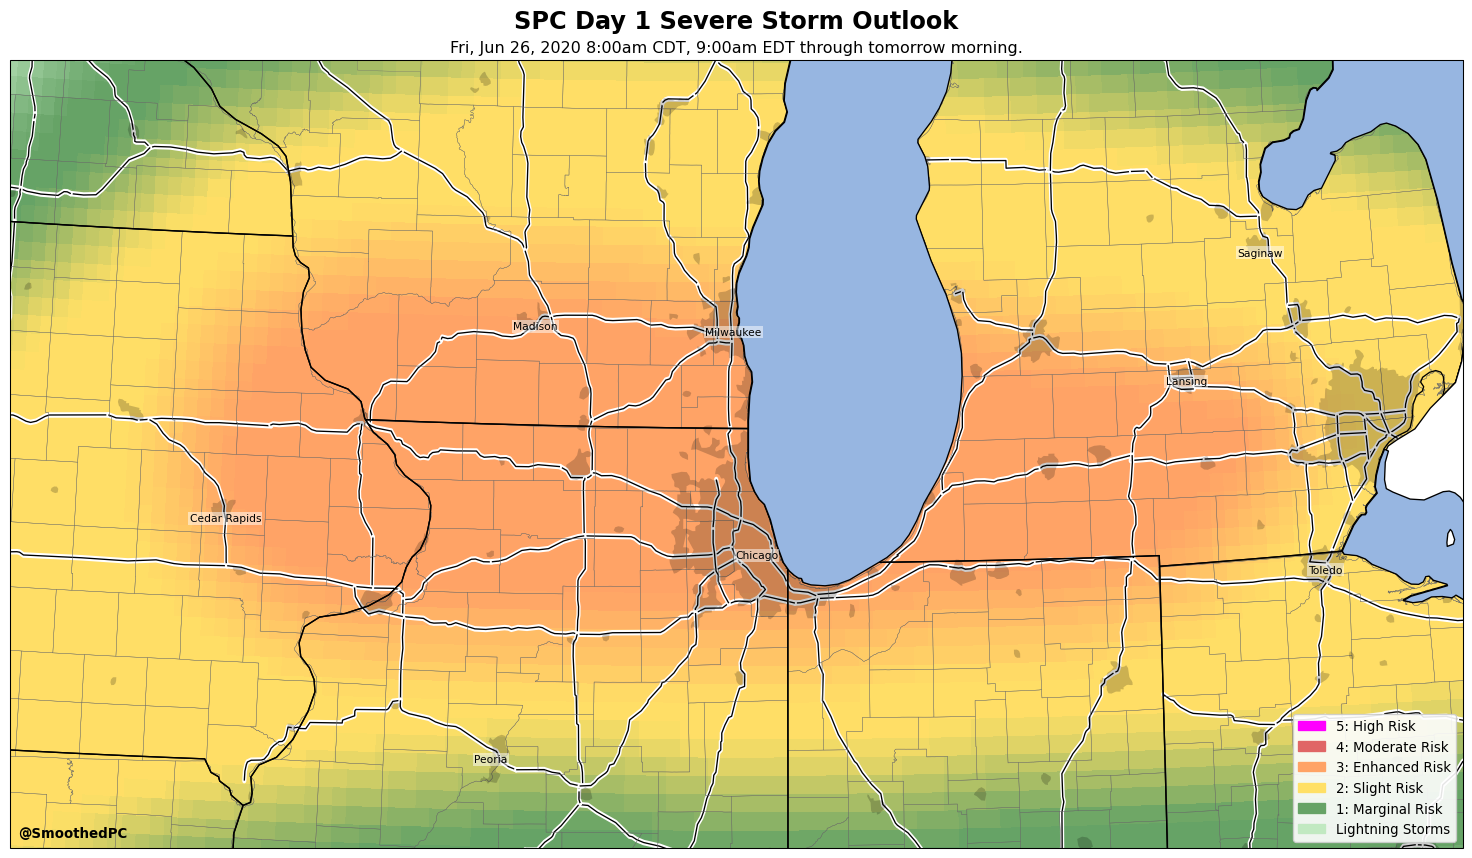 SPC Day 1 Severe Storm Outlook
Fri, Jun 26, 2020 8:00am CDT, 9:00am EDT through tomorrow morning.
Saginaw
Madison
Milwaukee
Lansing
Cedar Rapids
Chicago
Toledo
Peoria
5: High Risk
4: Moderate Risk
3: Enhanced Risk
2: Slight Risk
1: Marginal Risk
Lightning Storms
@SmoothedPC